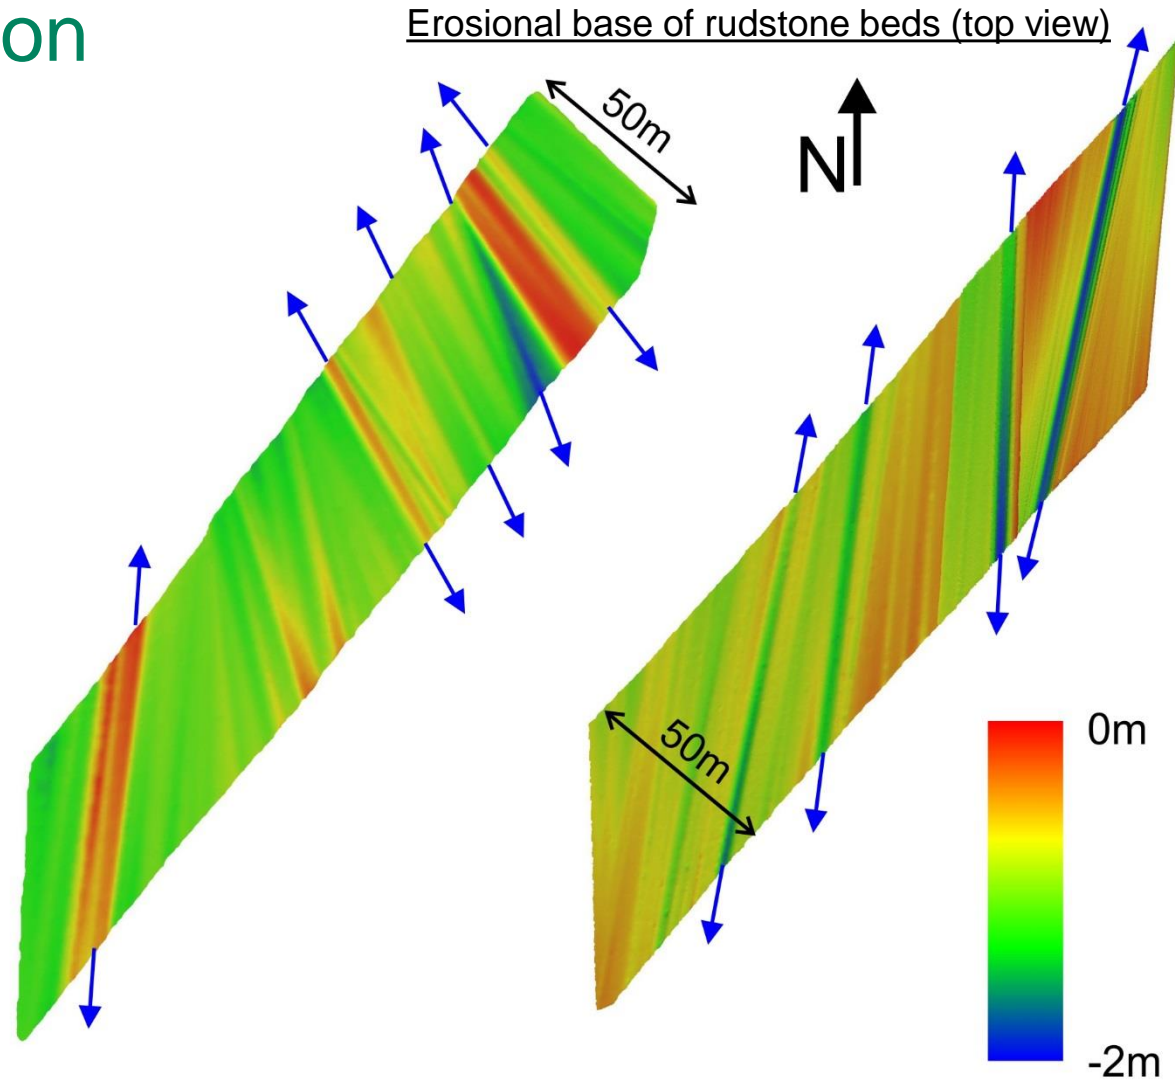 on
Erosional base of rudstone beds (top view)
50m
N
50m
0m
-2m